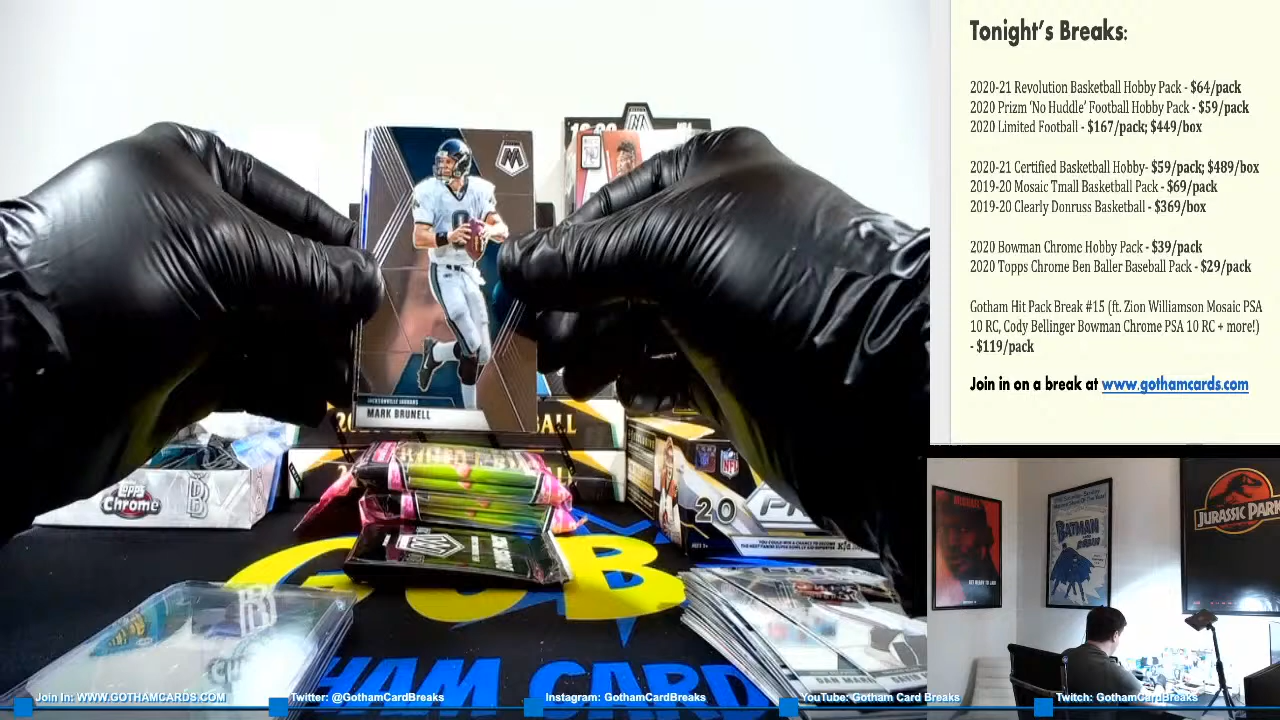 Tonight's Breaks:
2020-21 Revolution Basketball Hobby Pack - $64/pack
2020 Prizm 'No Huddle' Football Hobby Pack - $59/pack
2020 Limited Football - $167/pack; $449/box
2020-21 Certified Basketball Hobby- $59/pack; $489/box
2019-20 Mosaic Tmall Basketball Pack - $69/pack
2019-20 Clearly Donruss Basketball - $369/box
2020 Bowman Chrome Hobby Pack - $39/pack
2020 Topps Chrome Ben Baller Baseball Pack - $29/pack
Gotham Hit Pack Break #15 (ft. Zion Williamson Mosaic PSA
10 RC, Cody Bellinger Bowman Chrome PSA 10 RC + more!)
- $119/pack
Join in on a break at www.gothamcards.com
JACKSONVILLE JAGUARS
MARK BRUNELL
Topps
Chrome
NFL
20
BATMAN
JURASSIC PARK
HAM CARD
DAN MARINO
Join In: WWW.GOTHAMCARDS.COM
Twitter: @GothamCardBreaks
Instagram: GothamCardBreaks
YouTube: Gotham Card Breaks
Twitch: GothamCardBreaks